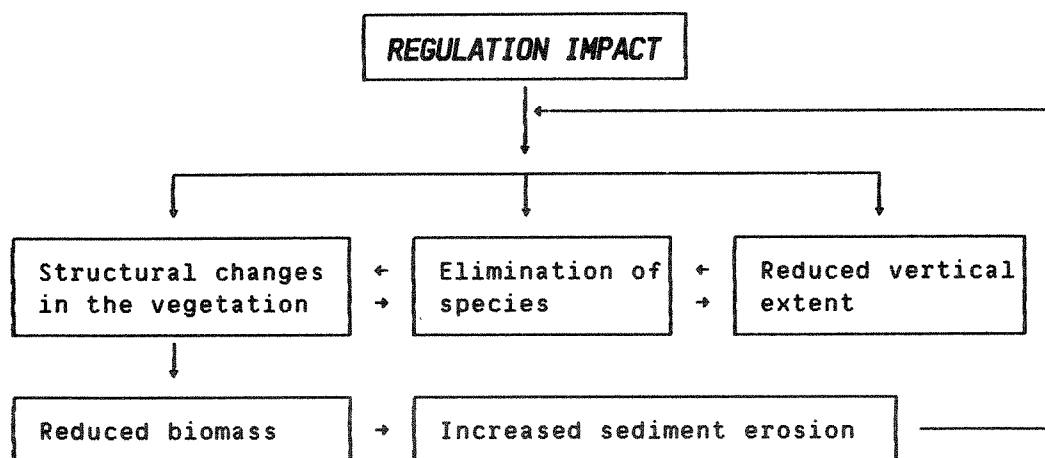 REGULATION IMPACT
Structural changes
in the vegetation
Elimination of
species
Reduced vertical
extent
Reduced biomass
Increased sediment erosion